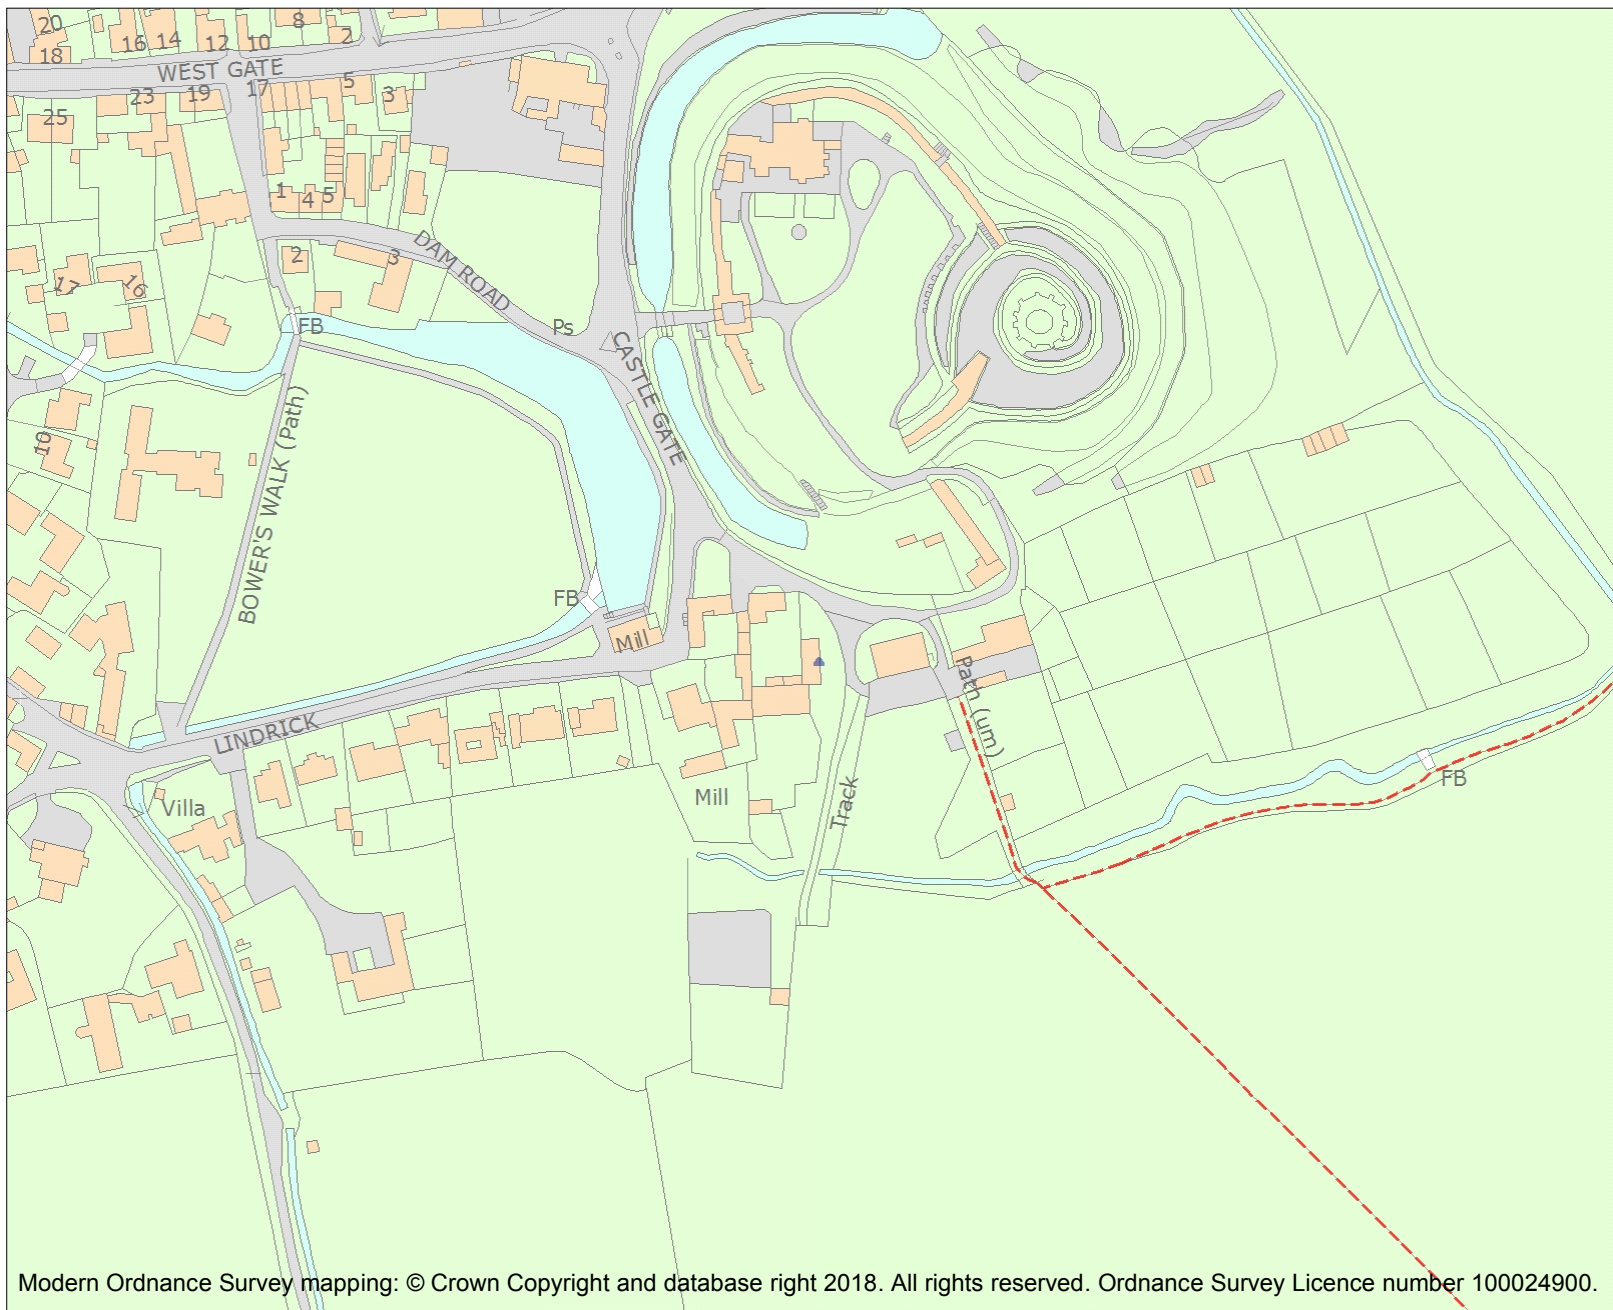 20
18
16
14
12
10
8
2
WEST GATE
25
23
19
17
5
3
1
4
5
2
3
DAM ROAD
17
16
FB
Ps
CASTLE GATE
10
BOWER'S WALK (Path)
FB
Mill
LINDRICK
Path (um)
Villa
Mill
Track
FB
Modern Ordnance Survey mapping: © Crown Copyright and database right 2018. All rights reserved. Ordnance Survey Licence number 100024900.